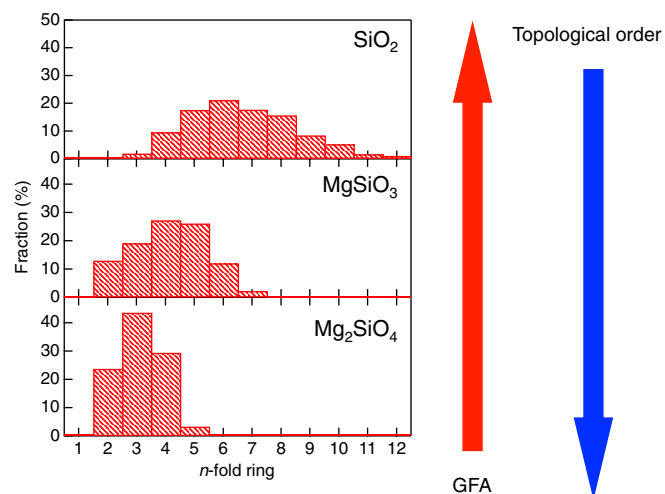 50
40
30
20
10
0
SiO₂
Topological order
40
30
20
10
0
MgSiO₃
Fraction (%)
40
30
20
10
0
Mg₂SiO₄
1 2 3 4 5 6 7 8 9 10 11 12
n-fold ring
GFA